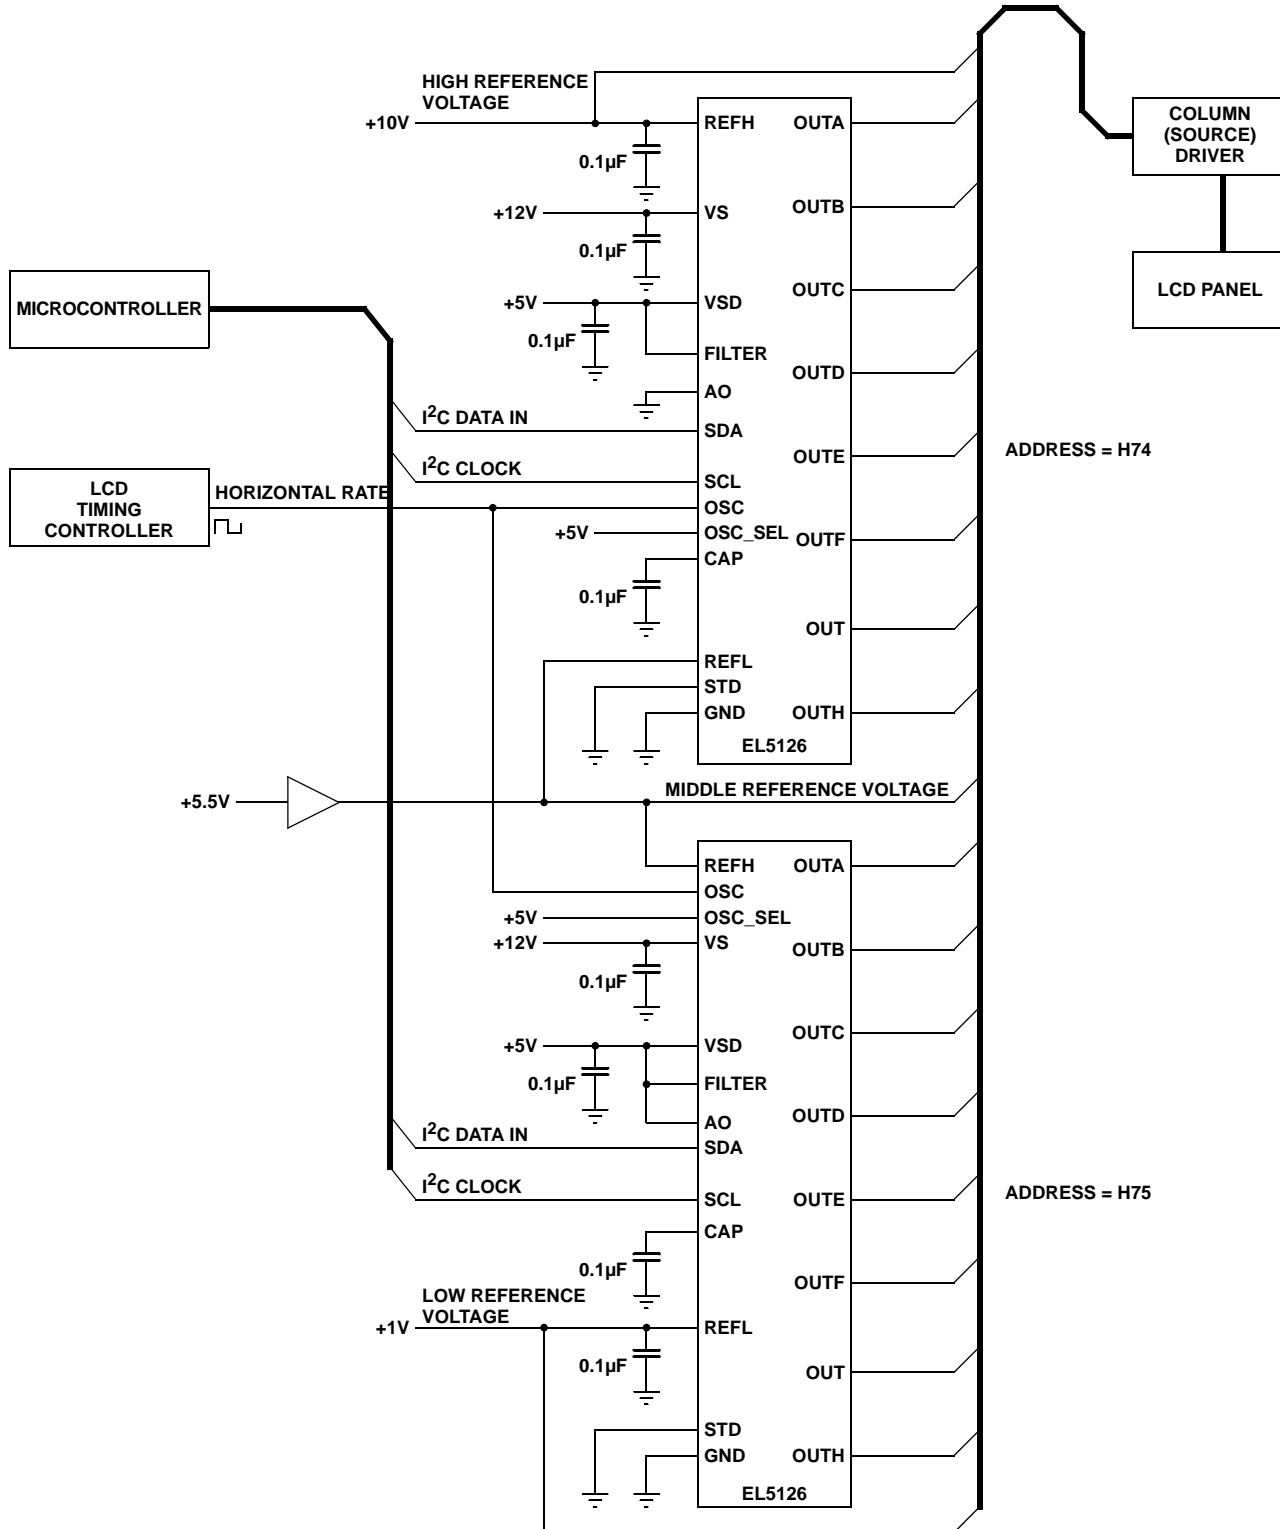 HIGH REFERENCE
VOLTAGE
+10V
REFH
OUTA
0.1µF
+12V
VS
OUTB
0.1µF
+5V
VSD
OUTC
0.1µF
FILTER
OUTD
AO
I²C DATA IN
SDA
OUTE
I²C CLOCK
SCL
HORIZONTAL RATE
OSC
+5V
OSC_SEL
OUTF
CAP
0.1µF
OUT
REFL
STD
GND
OUTH
EL5126
COLUMN
(SOURCE)
DRIVER
LCD PANEL
MICROCONTROLLER
LCD
TIMING
CONTROLLER
ADDRESS = H74
+5.5V
MIDDLE REFERENCE VOLTAGE
REFH
OUTA
OSC
+5V
OSC_SEL
+12V
VS
OUTB
0.1µF
OUTC
+5V
VSD
0.1µF
FILTER
AO
OUTD
I²C DATA IN
SDA
I²C CLOCK
SCL
OUTE
ADDRESS = H75
CAP
0.1µF
OUTF
LOW REFERENCE
VOLTAGE
+1V
REFL
0.1µF
OUT
STD
GND
OUTH
EL5126